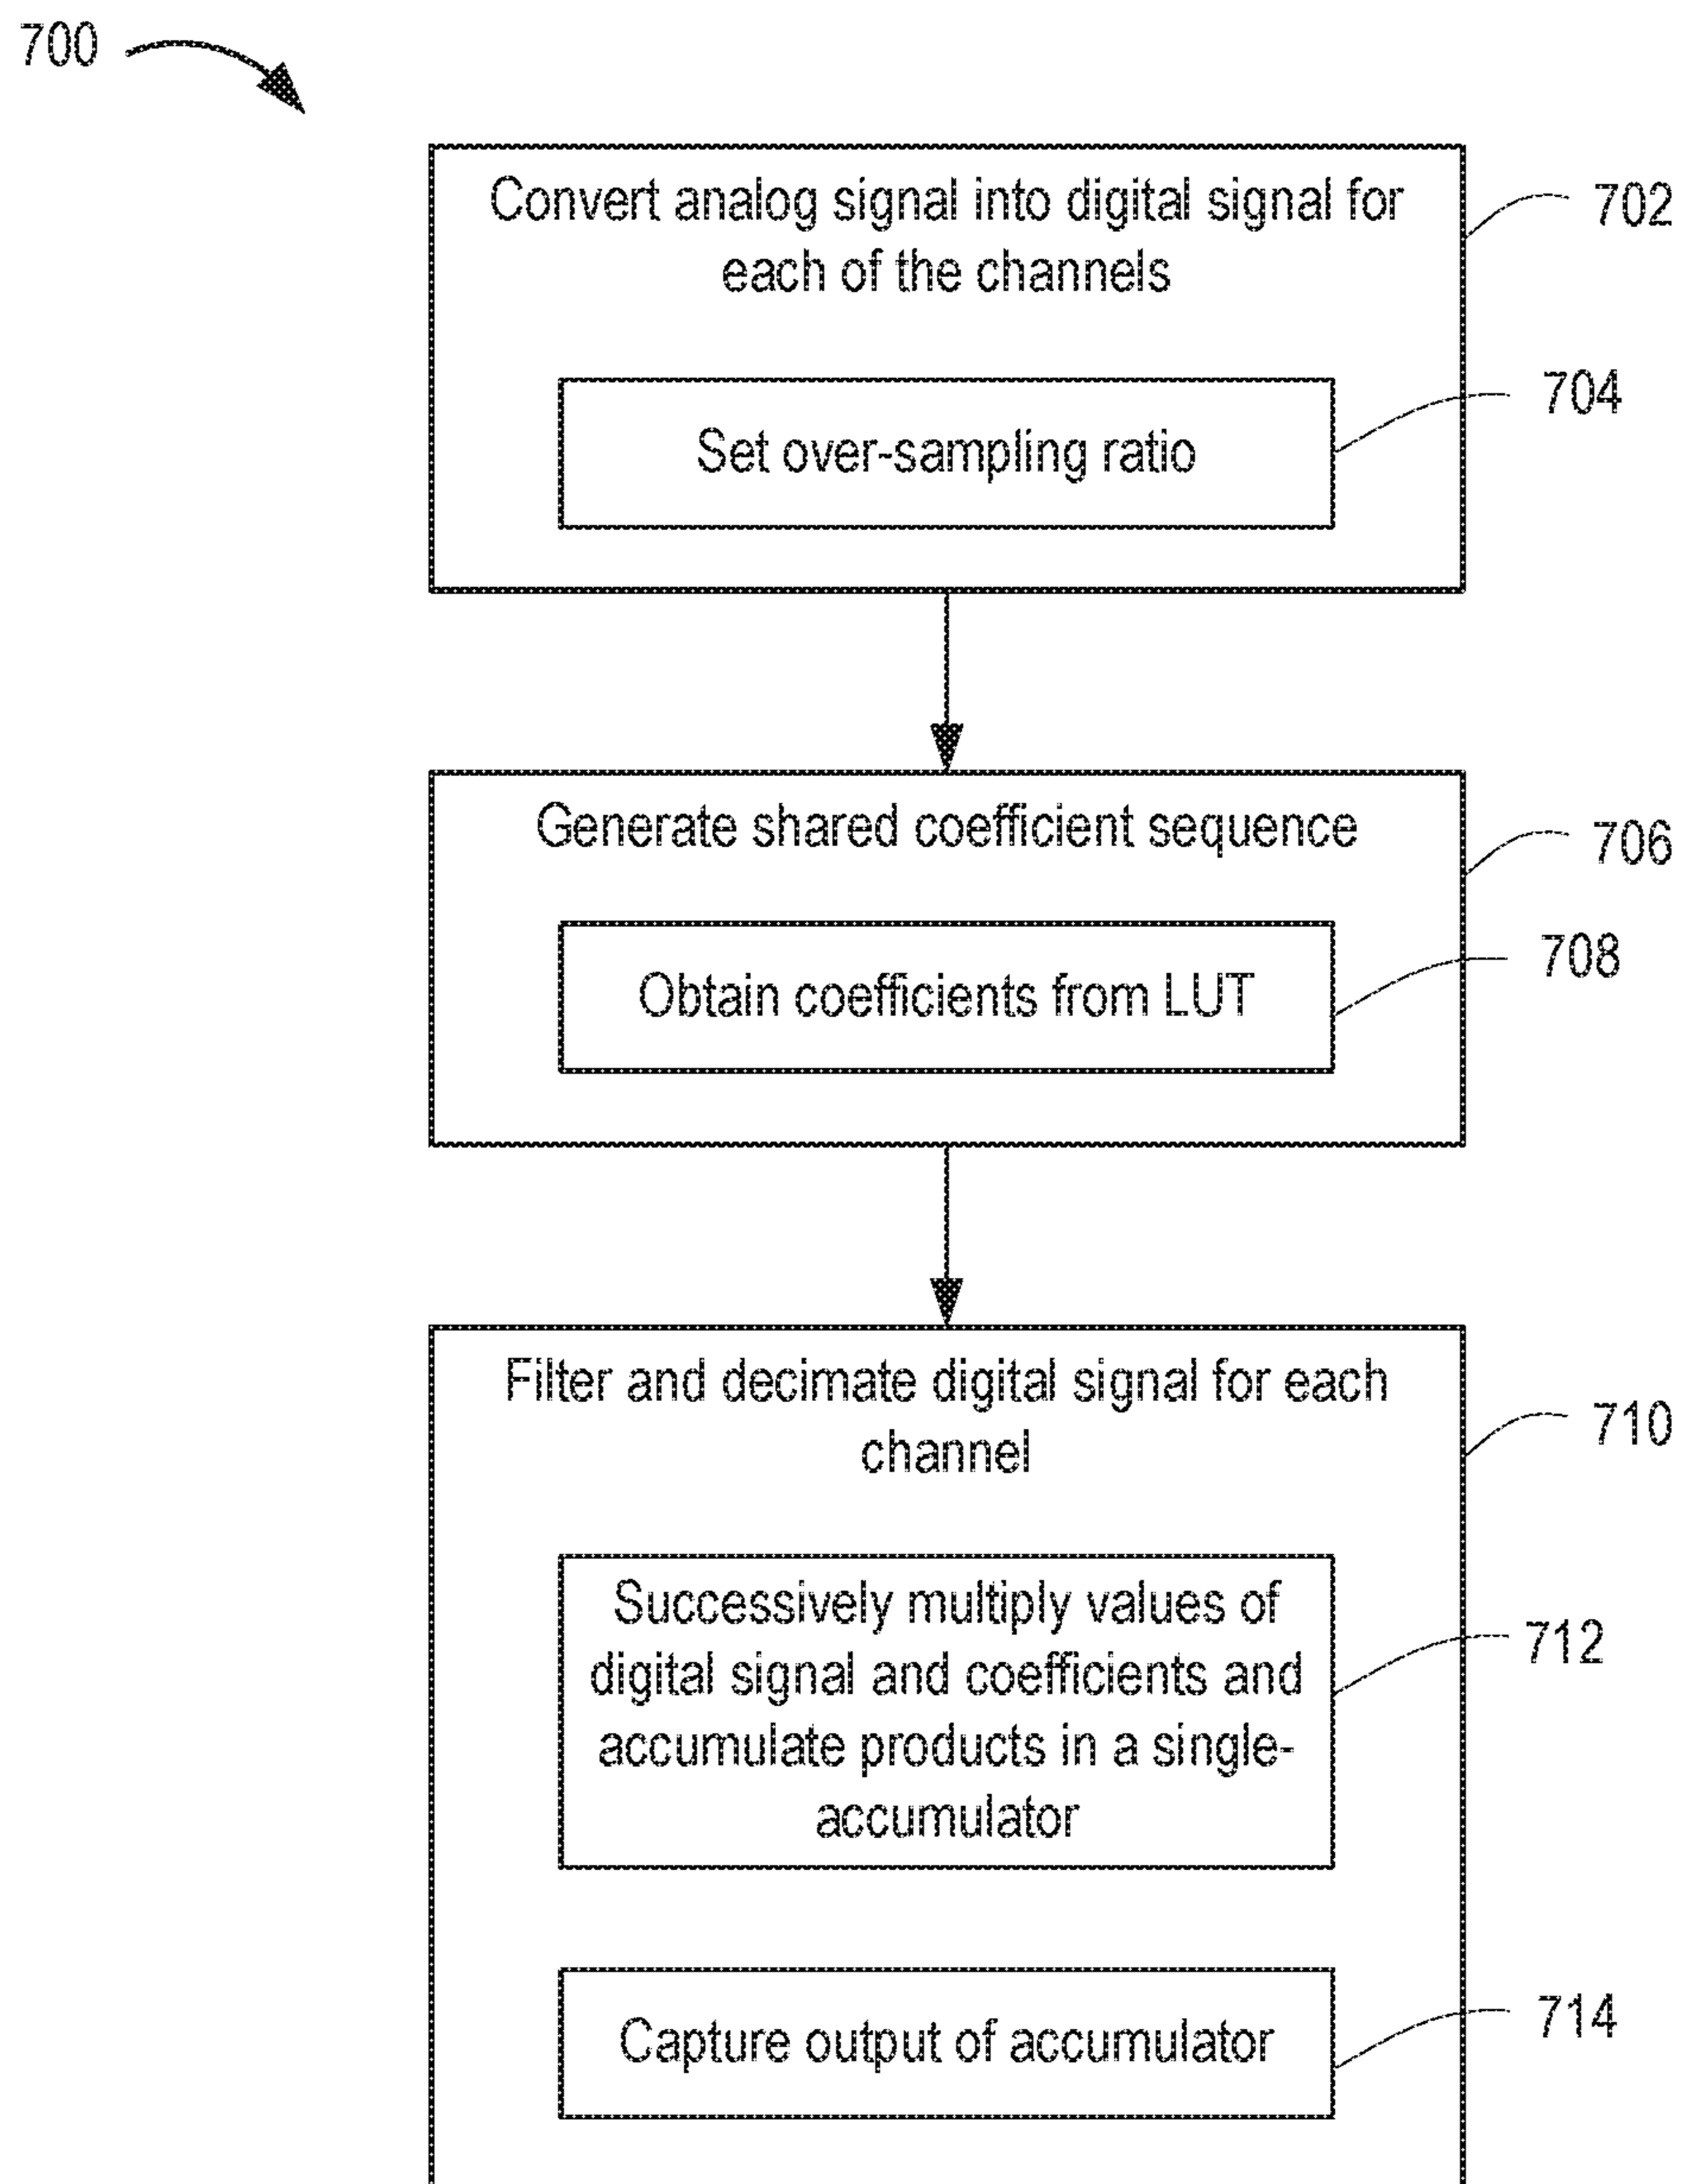 700
Convert analog signal into digital signal for
each of the channels
702
Set over-sampling ratio
704
Generate shared coefficient sequence
706
Obtain coefficients from LUT
708
Filter and decimate digital signal for each
channel
710
Successively multiply values of
digital signal and coefficients and
accumulate products in a single-
accumulator
712
Capture output of accumulator
714